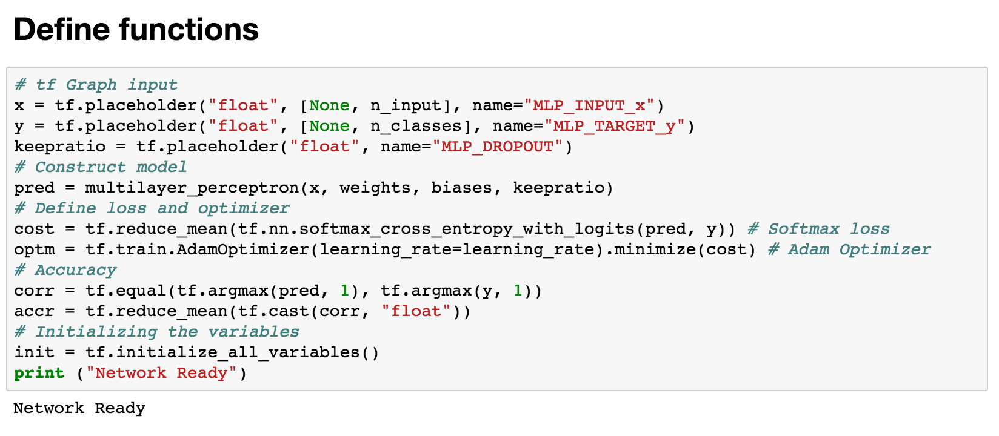 Define functions
# tf Graph input
x = tf.placeholder("float", [None, n_input], name="MLP_INPUT_x")
y = tf.placeholder("float", [None, n_classes], name="MLP_TARGET_y")
keepratio = tf.placeholder("float", name="MLP_DROPOUT")
# Construct model
pred = multilayer_perceptron(x, weights, biases, keepratio)
# Define loss and optimizer
cost = tf.reduce_mean(tf.nn.softmax_cross_entropy_with_logits(pred, y)) # Softmax loss
optm = tf.train.AdamOptimizer(learning_rate=learning_rate).minimize(cost) # Adam Optimizer
# Accuracy
corr = tf.equal(tf.argmax(pred, 1), tf.argmax(y, 1))
accr = tf.reduce_mean(tf.cast(corr, "float"))
# Initializing the variables
init = tf.initialize_all_variables()
print ("Network Ready")
Network Ready